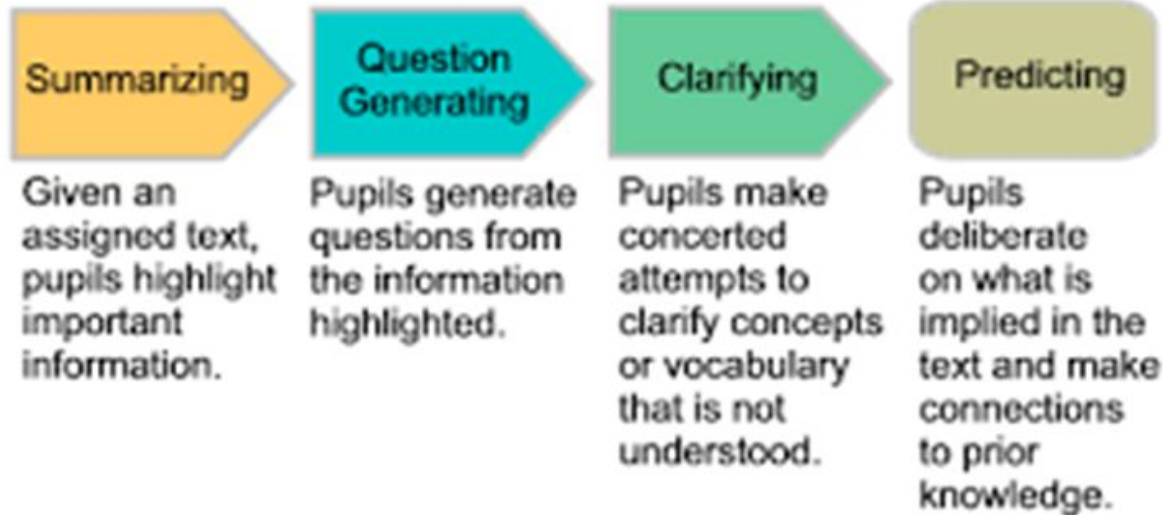 Summarizing
Given an
assigned text,
pupils highlight
important
information.
Question
Generating
Pupils generate
questions from
the information
highlighted.
Clarifying
Pupils make
concerted
attempts to
clarify concepts
or vocabulary
that is not
understood.
Predicting
Pupils
deliberate
on what is
implied in the
text and make
connections
to prior
knowledge.